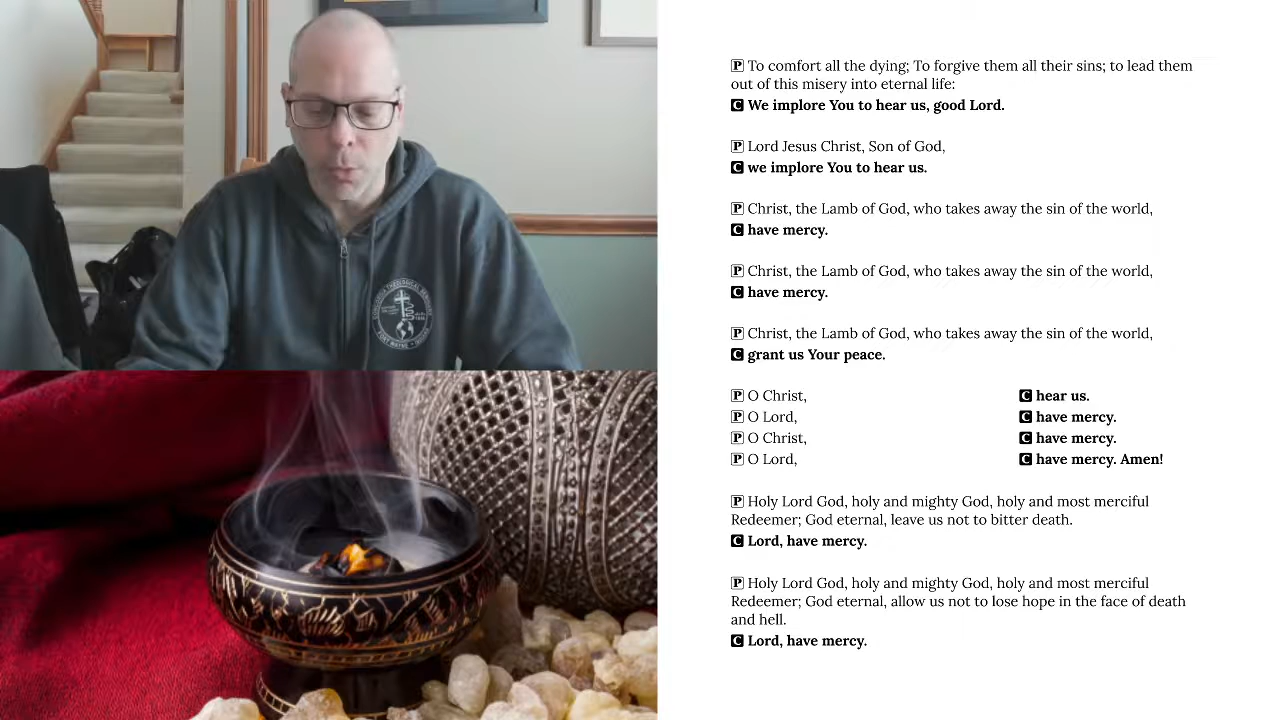 P To comfort all the dying; To forgive them all their sins; to lead them
out of this misery into eternal life:
C We implore You to hear us, good Lord.
P Lord Jesus Christ, Son of God,
C we implore You to hear us.
P Christ, the Lamb of God, who takes away the sin of the world,
C have mercy.
P Christ, the Lamb of God, who takes away the sin of the world,
C have mercy.
P Christ, the Lamb of God, who takes away the sin of the world,
C grant us Your peace.
P O Christ, C hear us.
P O Lord, C have mercy.
P O Christ, C have mercy.
P O Lord, C have mercy. Amen!
P Holy Lord God, holy and mighty God, holy and most merciful
Redeemer; God eternal, leave us not to bitter death.
C Lord, have mercy.
P Holy Lord God, holy and mighty God, holy and most merciful
Redeemer; God eternal, allow us not to lose hope in the face of death
and hell.
C Lord, have mercy.
CONCORDIA THEOLOGICAL SEMINARY
FORT WAYNE • INDIANA